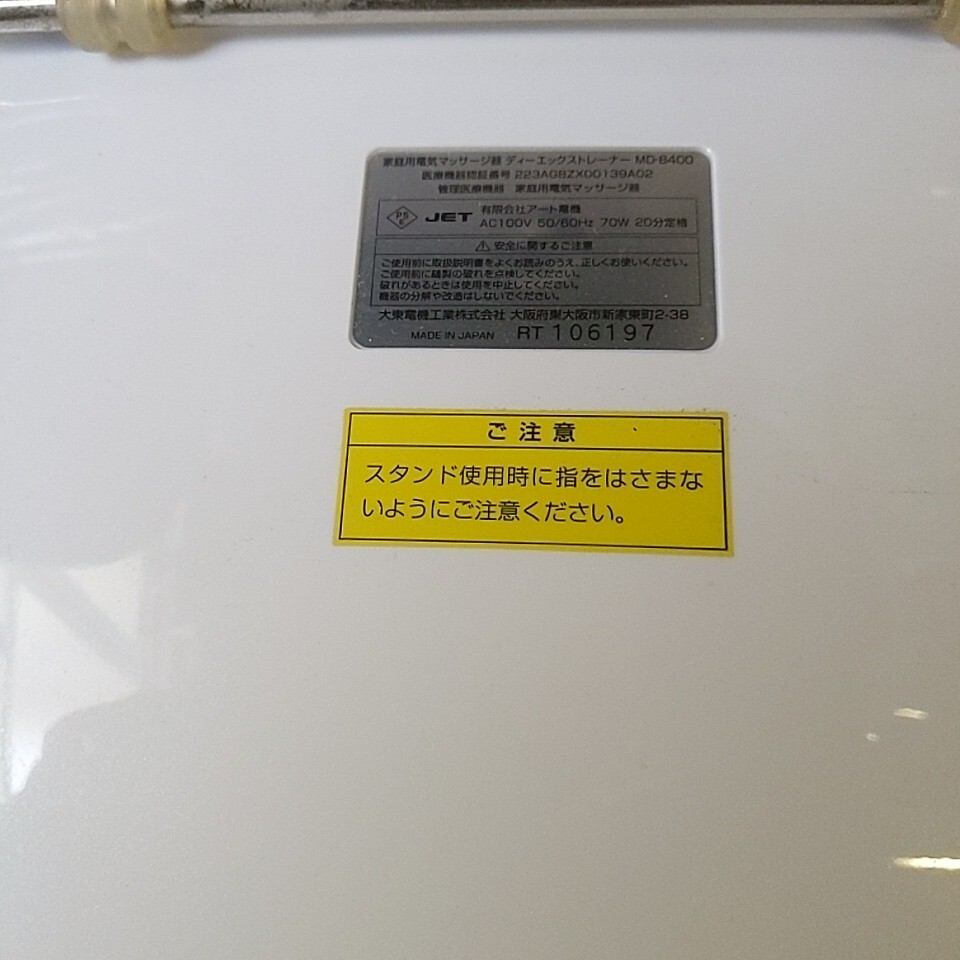 家庭用電気マッサージ器 ディーエックストレーナー MD-8400
医療機器認証番号 223AGBZX00139A02
管理医療機器 家庭用電気マッサージ器
PSE JET 有限会社アート電機
AC100V 50/60Hz 70W 20分定格
安全に関するご注意
ご使用前に取扱説明書をよくお読みのうえ、正しくお使いください。
ご使用前に縫製の破れを点検してください。
破れがあるときは使用を中止してください。
機器の分解や改造はしないでください。
大東電機工業株式会社 大阪府東大阪市新家東町2-38
MADE IN JAPAN RT 106197
ご注意
スタンド使用時に指をはさまな
いようにご注意ください。